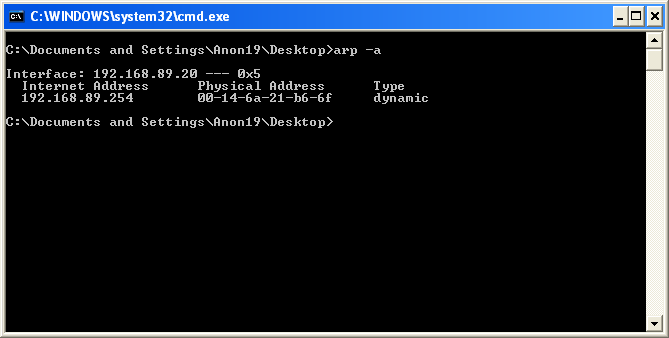 C:\WINDOWS\system32\cmd.exe
C:\Documents and Settings\Anon19\Desktop>arp -a
Interface: 192.168.89.20 --- 0x5
Internet Address Physical Address Type
192.168.89.254 00-14-6a-21-b6-6f dynamic
C:\Documents and Settings\Anon19\Desktop>